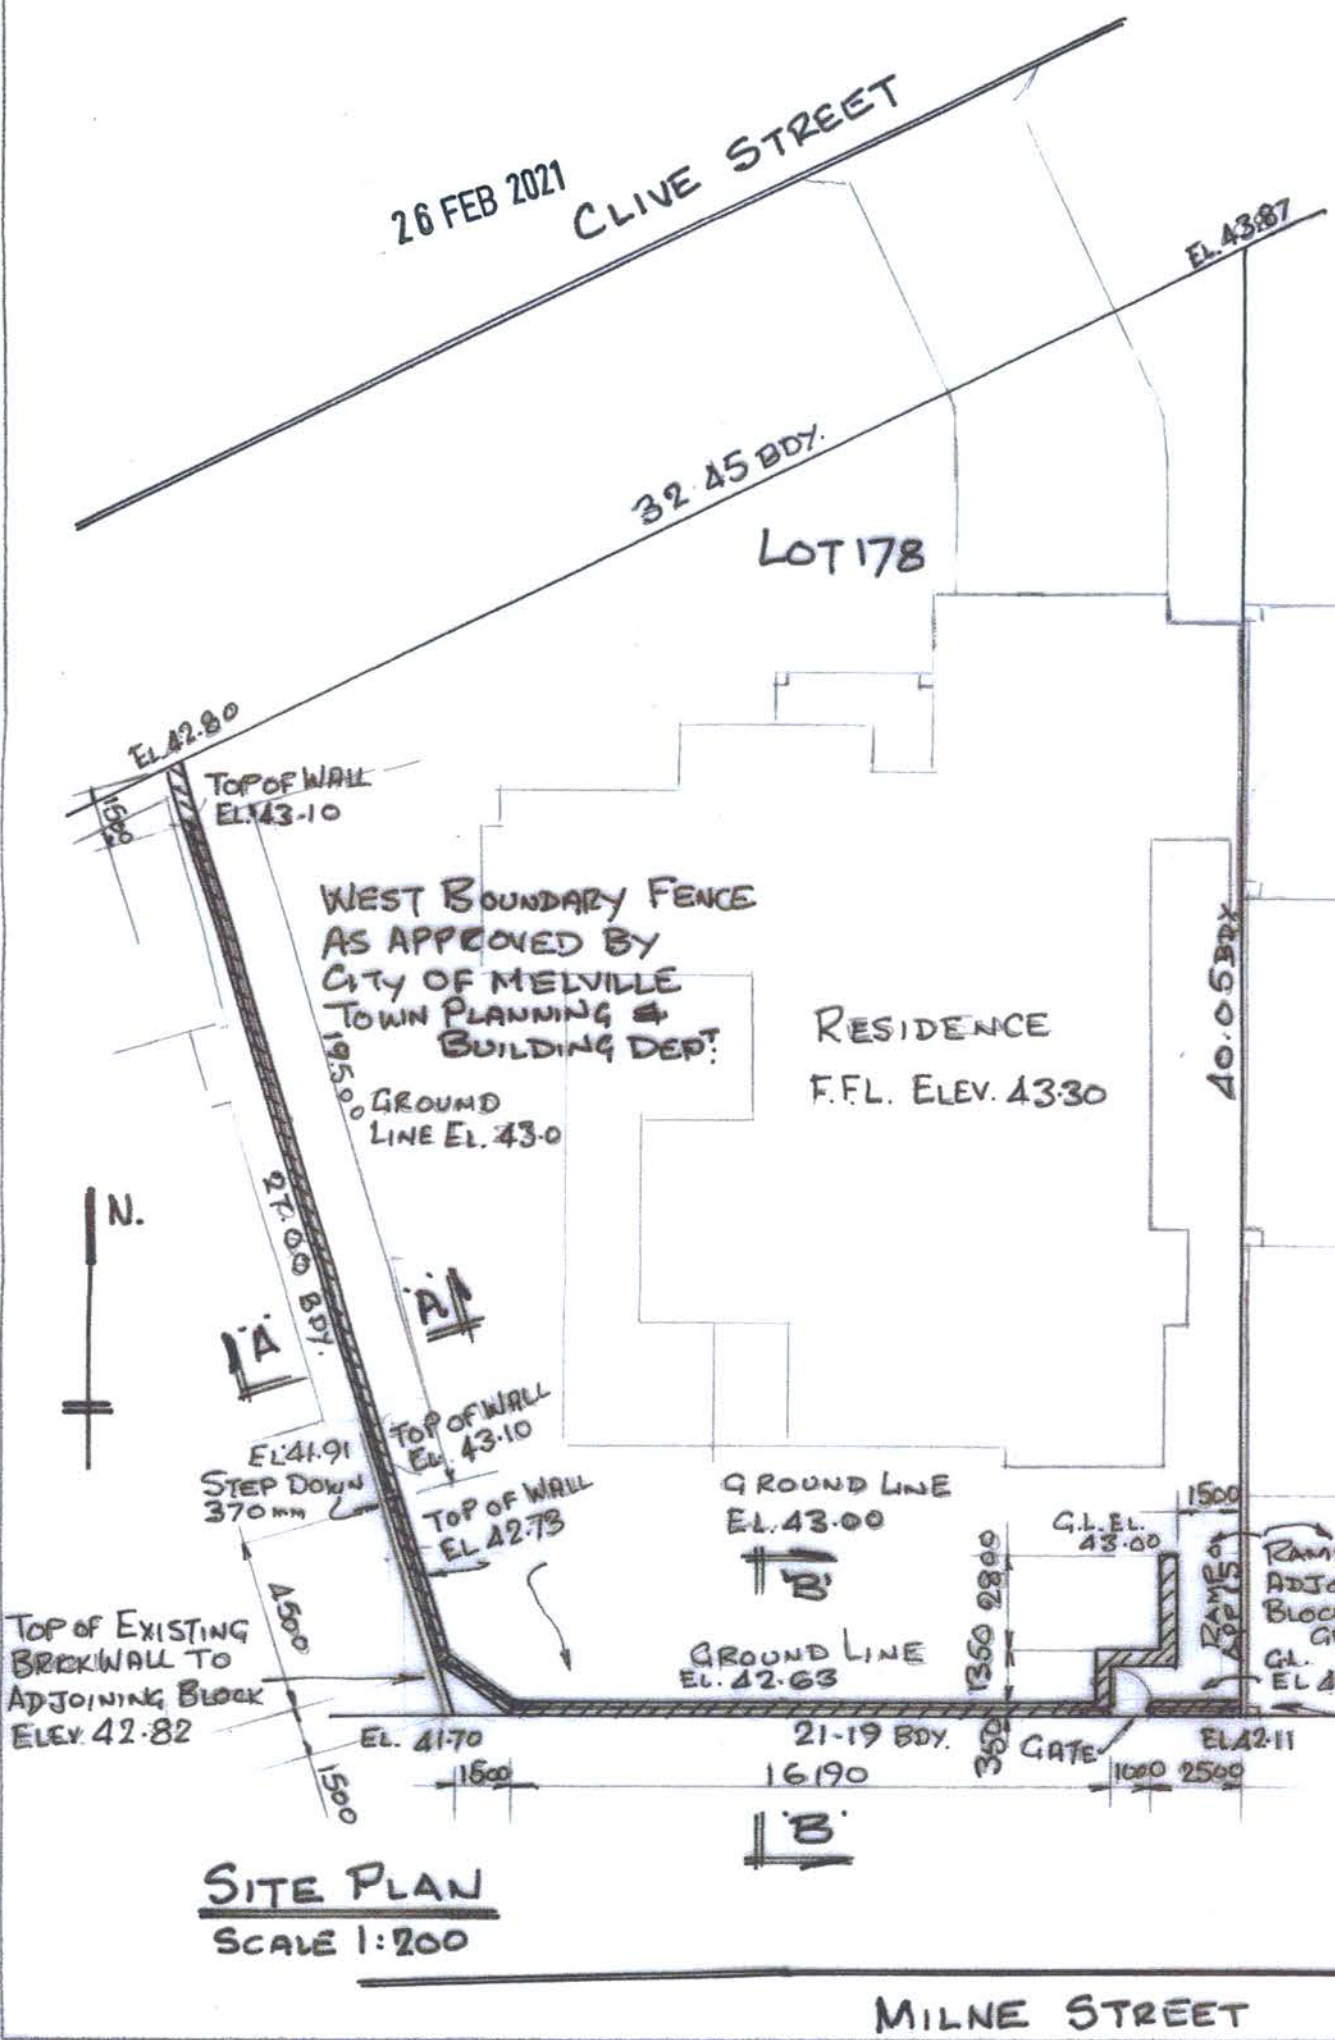 26 FEB 2021
CLIVE STREET
EL. 43.87
32.45 BDY.
LOT 178
EL. 42.80
TOP OF WALL
EL. 43.10
1500
WEST BOUNDARY FENCE
AS APPROVED BY
CITY OF MELVILLE
TOWN PLANNING &
BUILDING DEPT.
19500
GROUND
LINE EL. 43.0
RESIDENCE
F.F.L. ELEV. 43.30
40.05 BDY
N.
27.00 BDY.
'A'
'A'
EL. 41.91
STEP DOWN
370mm
TOP OF WALL
EL. 43.10
TOP OF WALL
EL 42.73
GROUND LINE
EL. 43.00
'B'
G.L. EL.
43.00
1500
RAMP
2800
1350
350
4500
TOP OF EXISTING
BRICKWALL TO
ADJOINING BLOCK
ELEV. 42.82
GROUND LINE
EL. 42.63
G.L.
EL 4
EL. 41.70
21-19 BDY.
GATE
EL 42.11
1500
1500
16190
1000
2500
'B'
SITE PLAN
SCALE 1:200
MILNE STREET